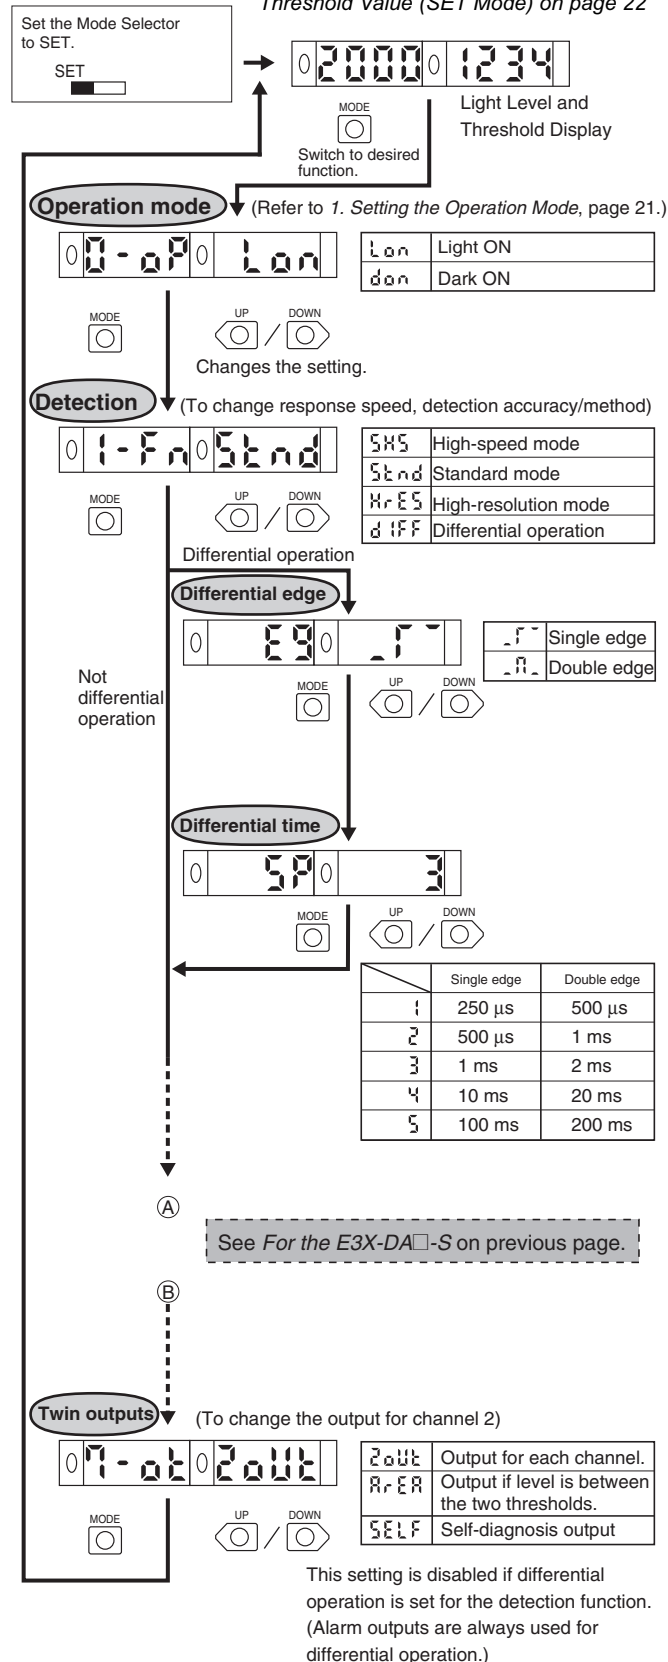 Threshold Value (SET Mode) on page 22
Set the Mode Selector
to SET.
SET
2000 1234
MODE
Light Level and
Threshold Display
Switch to desired
function.
Operation mode
(Refer to 1. Setting the Operation Mode, page 21.)
0-oP Lon
Lon Light ON
don Dark ON
MODE
UP / DOWN
Changes the setting.
Detection
(To change response speed, detection accuracy/method)
1-Fn Stnd
SHS High-speed mode
Stnd Standard mode
HrES High-resolution mode
dIFF Differential operation
MODE
UP / DOWN
Differential operation
Differential edge
Eg
Single edge
Double edge
Not
differential
operation
MODE
UP / DOWN
Differential time
SP 3
MODE
UP / DOWN
Single edge Double edge
1 250 µs 500 µs
2 500 µs 1 ms
3 1 ms 2 ms
4 10 ms 20 ms
5 100 ms 200 ms
A
See For the E3X-DA□-S on previous page.
B
Twin outputs
(To change the output for channel 2)
7-ot 2oUt
2oUt Output for each channel.
ArEA Output if level is between
the two thresholds.
SELF Self-diagnosis output
MODE
UP / DOWN
This setting is disabled if differential
operation is set for the detection function.
(Alarm outputs are always used for
differential operation.)